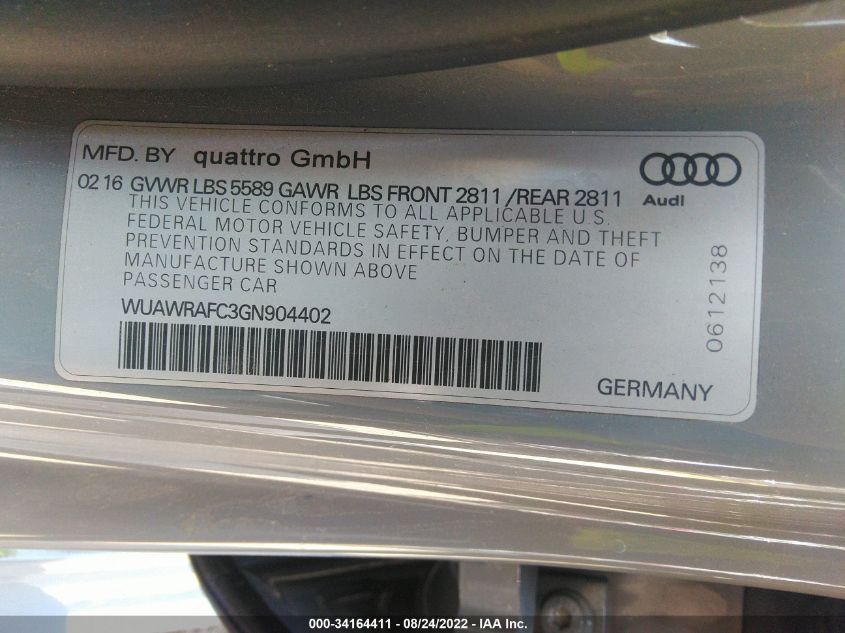 MFD. BY quattro GmbH
02 16 GVWR LBS 5589 GAWR LBS FRONT 2811 /REAR 2811
Audi
THIS VEHICLE CONFORMS TO ALL APPLICABLE U.S.
FEDERAL MOTOR VEHICLE SAFETY, BUMPER AND THEFT
PREVENTION STANDARDS IN EFFECT ON THE DATE OF
MANUFACTURE SHOWN ABOVE
PASSENGER CAR
0612138
WUAWRAFC3GN904402
GERMANY
000-34164411 - 08/24/2022 - IAA Inc.